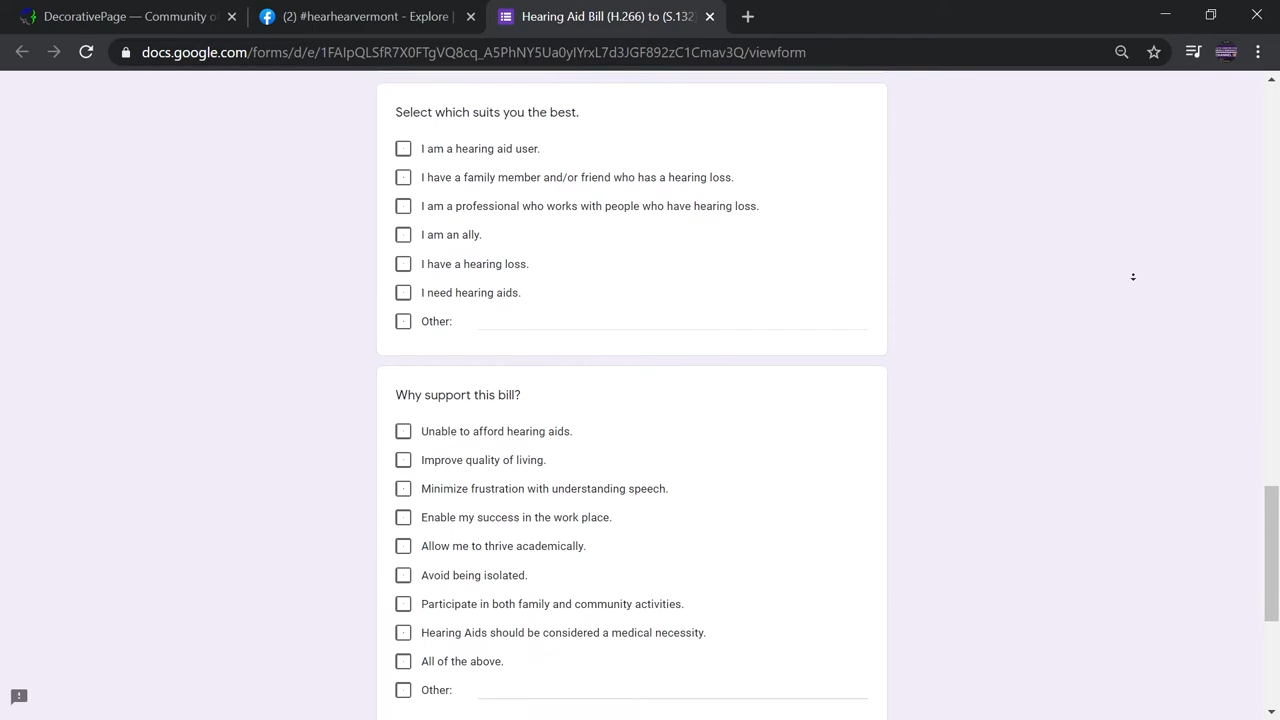 DecorativePage — Community o
(2) #hearhearvermont - Explore |
Hearing Aid Bill (H.266) to (S.132)
docs.google.com/forms/d/e/1FAIpQLSfR7X0FTgVQ8cq_A5PhNY5Ua0yIYrxL7d3JGF892zC1Cmav3Q/viewform
Select which suits you the best.
I am a hearing aid user.
I have a family member and/or friend who has a hearing loss.
I am a professional who works with people who have hearing loss.
I am an ally.
I have a hearing loss.
I need hearing aids.
Other:
Why support this bill?
Unable to afford hearing aids.
Improve quality of living.
Minimize frustration with understanding speech.
Enable my success in the work place.
Allow me to thrive academically.
Avoid being isolated.
Participate in both family and community activities.
Hearing Aids should be considered a medical necessity.
All of the above.
Other: